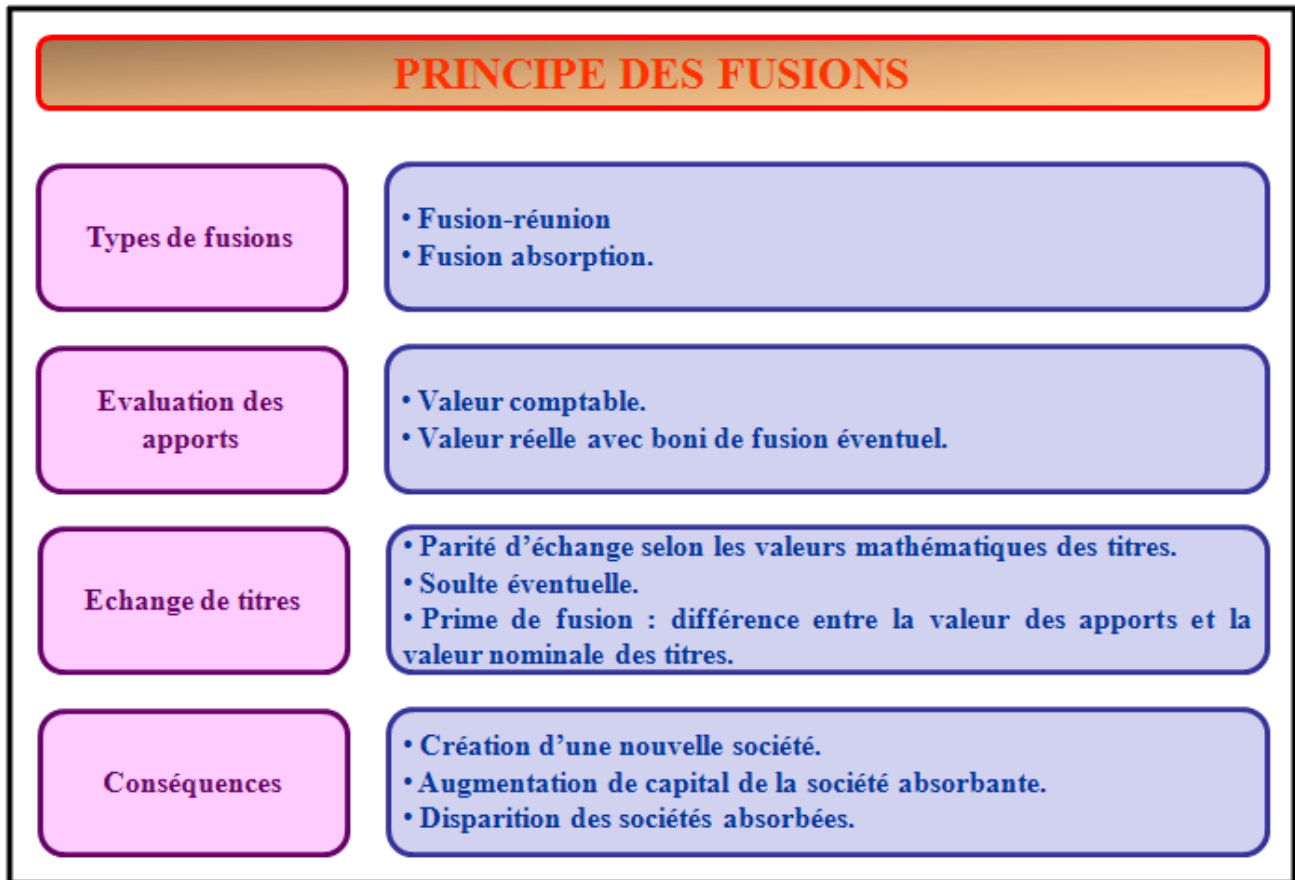 PRINCIPE DES FUSIONS
Types de fusions
• Fusion-réunion
• Fusion absorption.
Evaluation des
apports
• Valeur comptable.
• Valeur réelle avec boni de fusion éventuel.
Echange de titres
• Parité d’échange selon les valeurs mathématiques des titres.
• Soulte éventuelle.
• Prime de fusion : différence entre la valeur des apports et la
valeur nominale des titres.
Conséquences
• Création d’une nouvelle société.
• Augmentation de capital de la société absorbante.
• Disparition des sociétés absorbées.